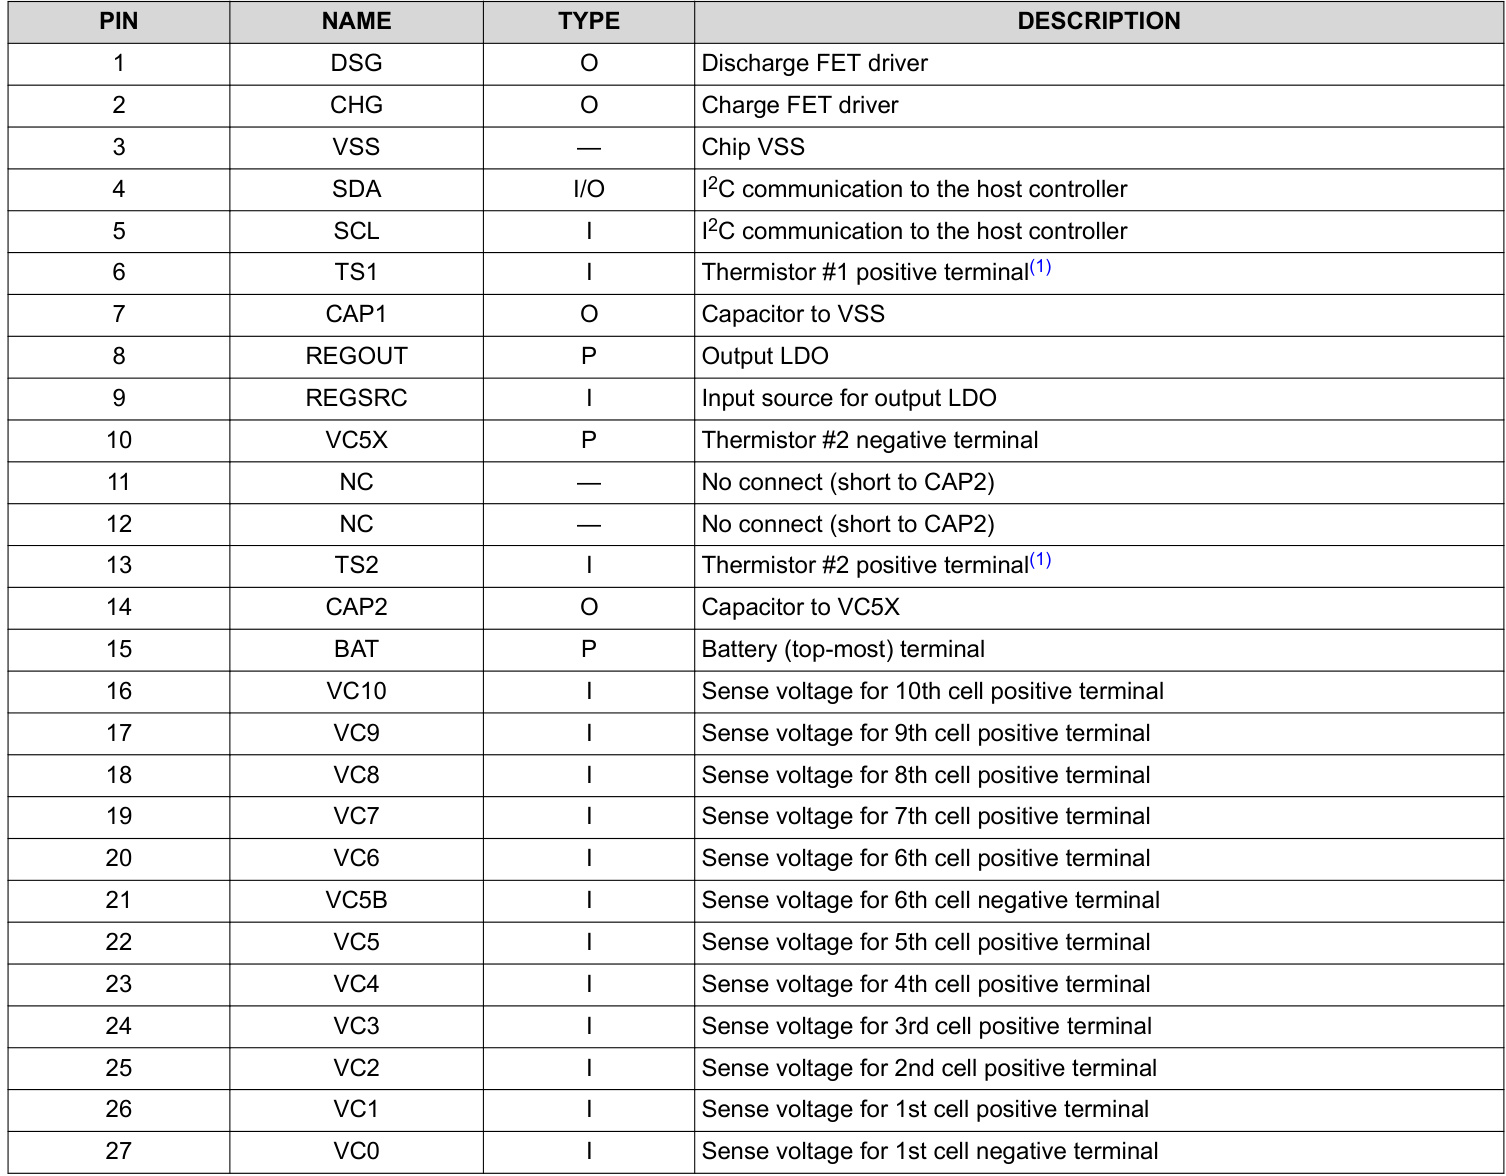 PIN NAME TYPE DESCRIPTION
1 DSG O Discharge FET driver
2 CHG O Charge FET driver
3 VSS — Chip VSS
4 SDA I/O I2C communication to the host controller
5 SCL I I2C communication to the host controller
6 TS1 I Thermistor #1 positive terminal(1)
7 CAP1 O Capacitor to VSS
8 REGOUT P Output LDO
9 REGSRC I Input source for output LDO
10 VC5X P Thermistor #2 negative terminal
11 NC — No connect (short to CAP2)
12 NC — No connect (short to CAP2)
13 TS2 I Thermistor #2 positive terminal(1)
14 CAP2 O Capacitor to VC5X
15 BAT P Battery (top-most) terminal
16 VC10 I Sense voltage for 10th cell positive terminal
17 VC9 I Sense voltage for 9th cell positive terminal
18 VC8 I Sense voltage for 8th cell positive terminal
19 VC7 I Sense voltage for 7th cell positive terminal
20 VC6 I Sense voltage for 6th cell positive terminal
21 VC5B I Sense voltage for 6th cell negative terminal
22 VC5 I Sense voltage for 5th cell positive terminal
23 VC4 I Sense voltage for 4th cell positive terminal
24 VC3 I Sense voltage for 3rd cell positive terminal
25 VC2 I Sense voltage for 2nd cell positive terminal
26 VC1 I Sense voltage for 1st cell positive terminal
27 VC0 I Sense voltage for 1st cell negative terminal